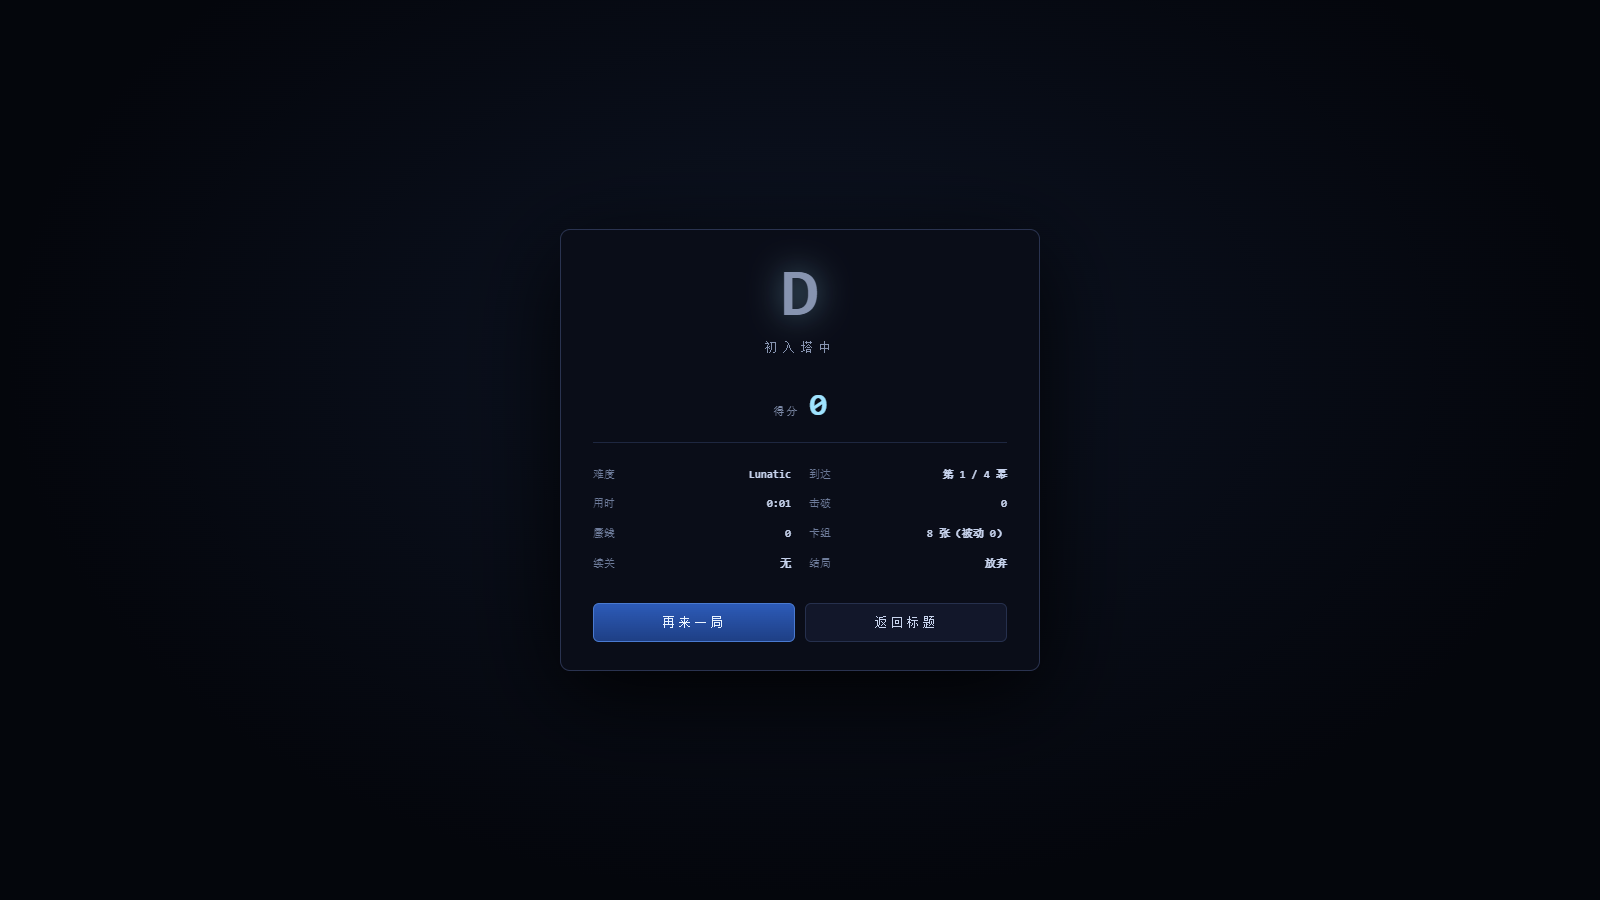 D
初入塔中
得分 0
难度 Lunatic 到达 第 1 / 4 幕
用时 0:01 击破 0
0 卡组 8 张 (被动 0)
续关 无 结局 放弃
再来一局 返回标题